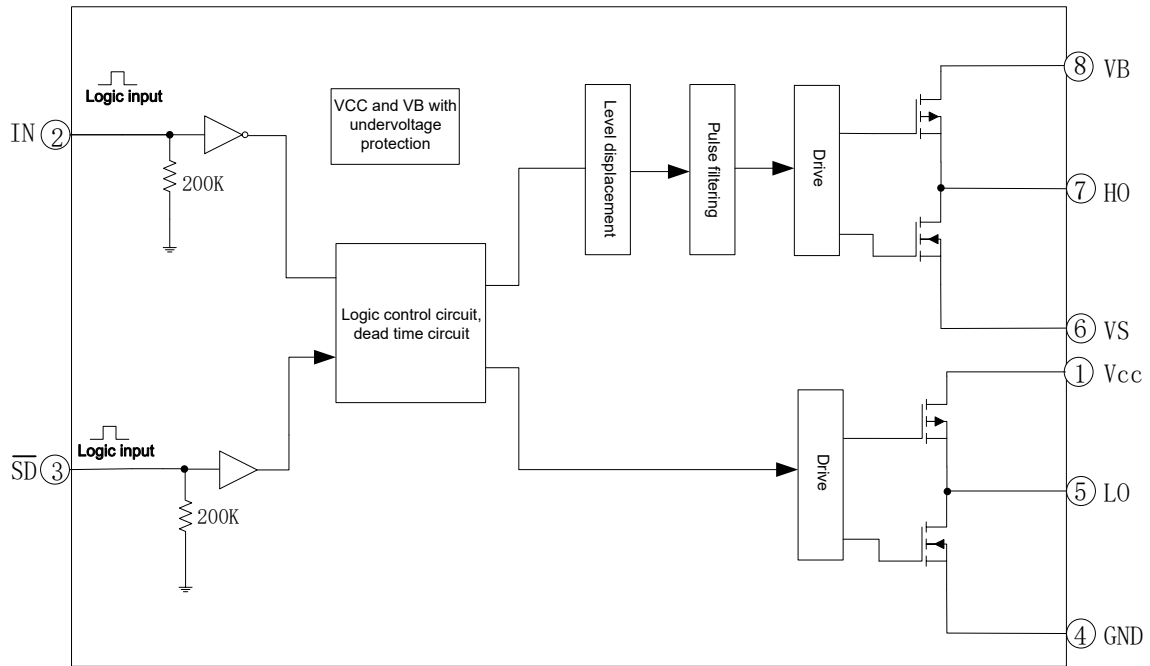 Logic input
IN ②
200K
VCC and VB with
undervoltage
protection
Level displacement
Pulse filtering
Drive
⑧ VB
⑦ HO
⑥ VS
Logic control circuit,
dead time circuit
Logic input
SD ③
200K
Drive
① Vcc
⑤ LO
④ GND